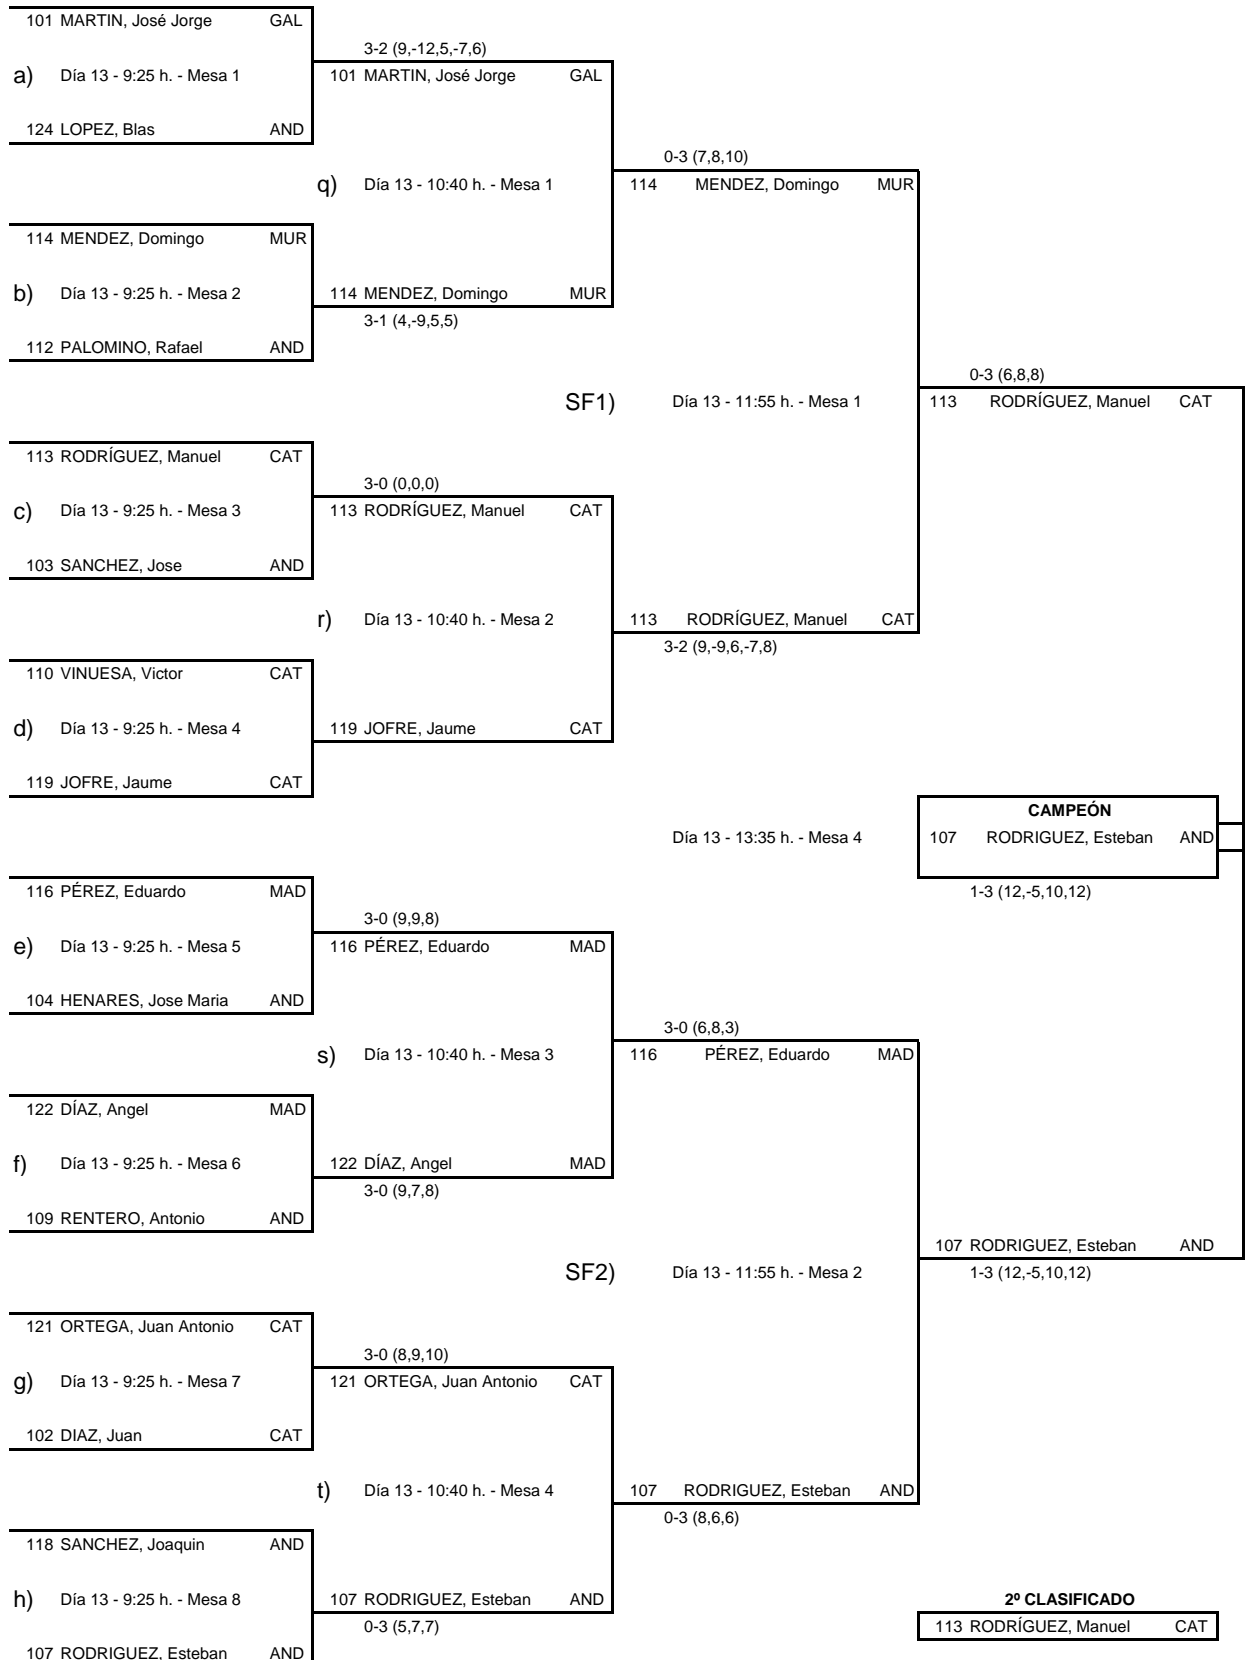 101 MARTIN, José Jorge GAL
3-2 (9,-12,5,-7,6)
a) Día 13 - 9:25 h. - Mesa 1
101 MARTIN, José Jorge GAL
124 LOPEZ, Blas AND
0-3 (7,8,10)
q) Día 13 - 10:40 h. - Mesa 1
114 MENDEZ, Domingo MUR
114 MENDEZ, Domingo MUR
b) Día 13 - 9:25 h. - Mesa 2
114 MENDEZ, Domingo MUR
3-1 (4,-9,5,5)
112 PALOMINO, Rafael AND
0-3 (6,8,8)
SF1) Día 13 - 11:55 h. - Mesa 1
113 RODRÍGUEZ, Manuel CAT
113 RODRÍGUEZ, Manuel CAT
3-0 (0,0,0)
c) Día 13 - 9:25 h. - Mesa 3
113 RODRÍGUEZ, Manuel CAT
103 SANCHEZ, Jose AND
r) Día 13 - 10:40 h. - Mesa 2
113 RODRÍGUEZ, Manuel CAT
3-2 (9,-9,6,-7,8)
110 VINUESA, Victor CAT
d) Día 13 - 9:25 h. - Mesa 4
119 JOFRE, Jaume CAT
119 JOFRE, Jaume CAT
CAMPEÓN
Día 13 - 13:35 h. - Mesa 4
107 RODRIGUEZ, Esteban AND
1-3 (12,-5,10,12)
116 PÉREZ, Eduardo MAD
3-0 (9,9,8)
e) Día 13 - 9:25 h. - Mesa 5
116 PÉREZ, Eduardo MAD
104 HENARES, Jose Maria AND
3-0 (6,8,3)
s) Día 13 - 10:40 h. - Mesa 3
116 PÉREZ, Eduardo MAD
122 DÍAZ, Angel MAD
f) Día 13 - 9:25 h. - Mesa 6
122 DÍAZ, Angel MAD
3-0 (9,7,8)
109 RENTERO, Antonio AND
107 RODRIGUEZ, Esteban AND
SF2) Día 13 - 11:55 h. - Mesa 2
1-3 (12,-5,10,12)
121 ORTEGA, Juan Antonio CAT
3-0 (8,9,10)
g) Día 13 - 9:25 h. - Mesa 7
121 ORTEGA, Juan Antonio CAT
102 DIAZ, Juan CAT
t) Día 13 - 10:40 h. - Mesa 4
107 RODRIGUEZ, Esteban AND
0-3 (8,6,6)
118 SANCHEZ, Joaquin AND
h) Día 13 - 9:25 h. - Mesa 8
107 RODRIGUEZ, Esteban AND
0-3 (5,7,7)
2º CLASIFICADO
113 RODRÍGUEZ, Manuel CAT
107 RODRIGUEZ, Esteban AND